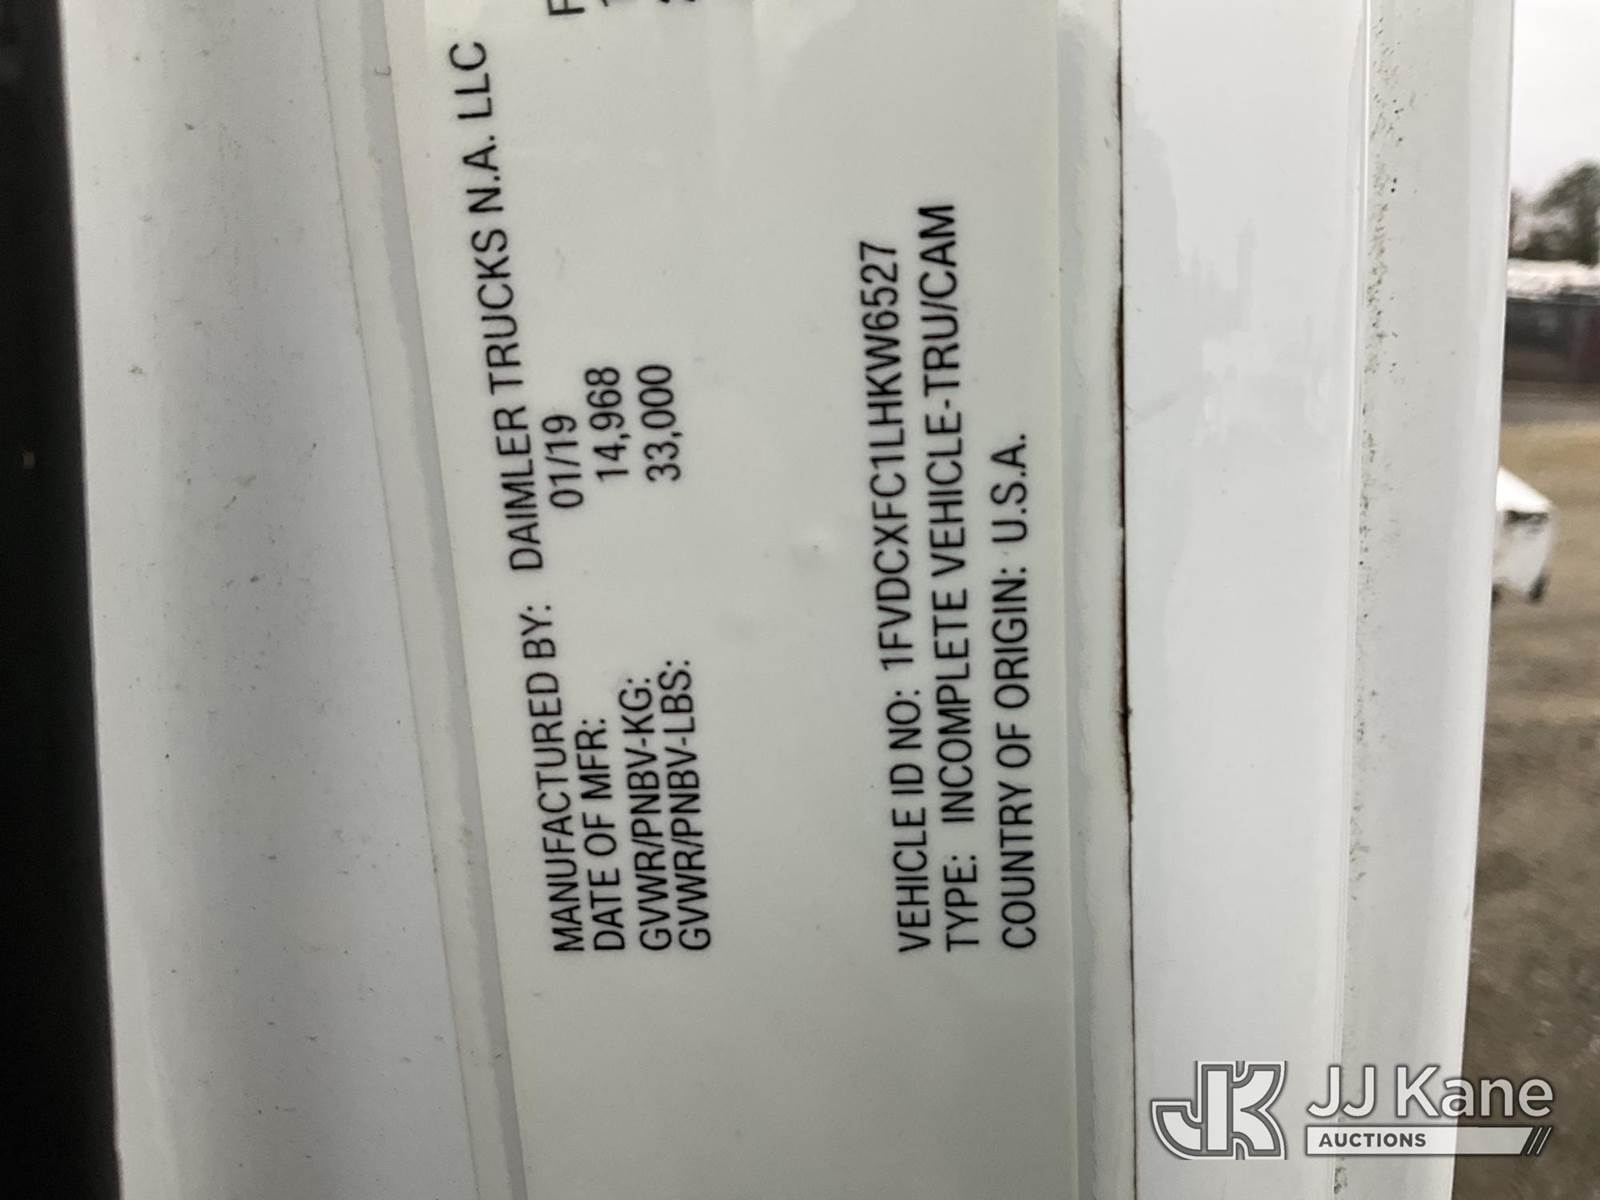 MANUFACTURED BY: DAIMLER TRUCKS N.A. LLC
DATE OF MFR: 01/19
GVWR/PNBV-KG: 14,968
GVWR/PNBV-LBS: 33,000
VEHICLE ID NO: 1FVDCXFC1LHKW6527
TYPE: INCOMPLETE VEHICLE-TRU/CAM
COUNTRY OF ORIGIN: U.S.A.
JJ Kane
AUCTIONS